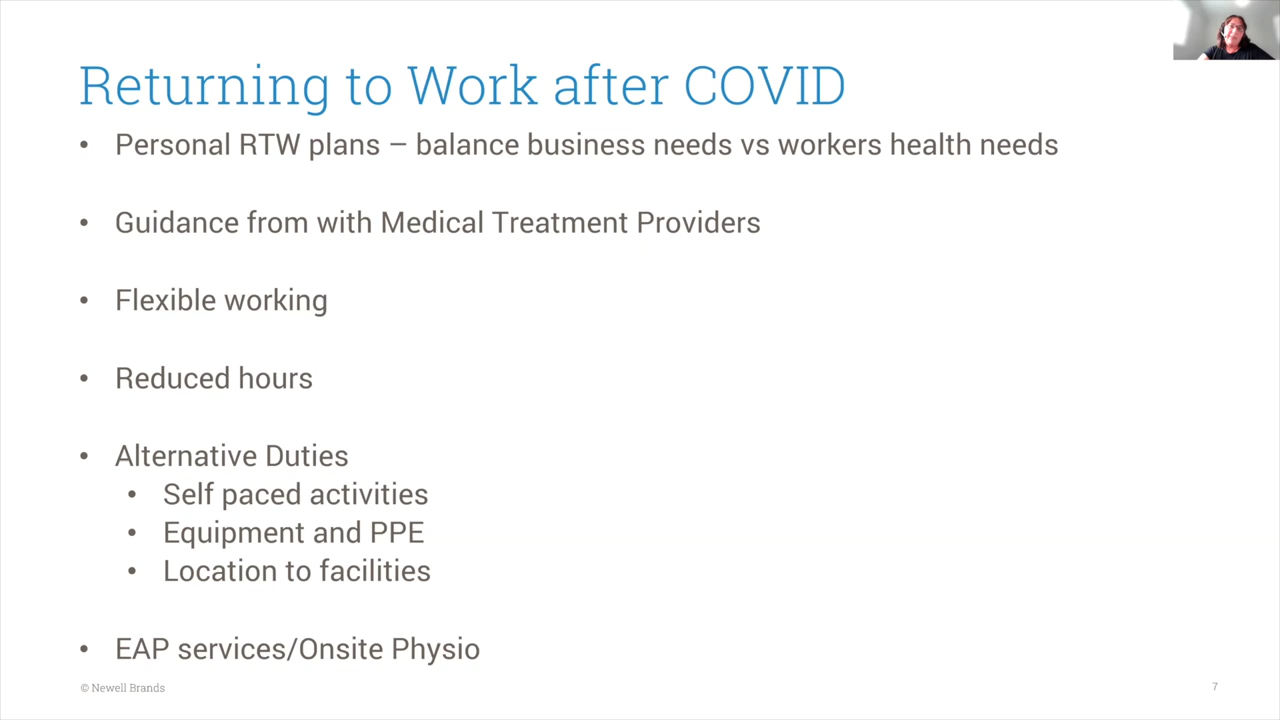 Returning to Work after COVID
• Personal RTW plans – balance business needs vs workers health needs
• Guidance from with Medical Treatment Providers
• Flexible working
• Reduced hours
• Alternative Duties
• Self paced activities
• Equipment and PPE
• Location to facilities
• EAP services/Onsite Physio
© Newell Brands
7